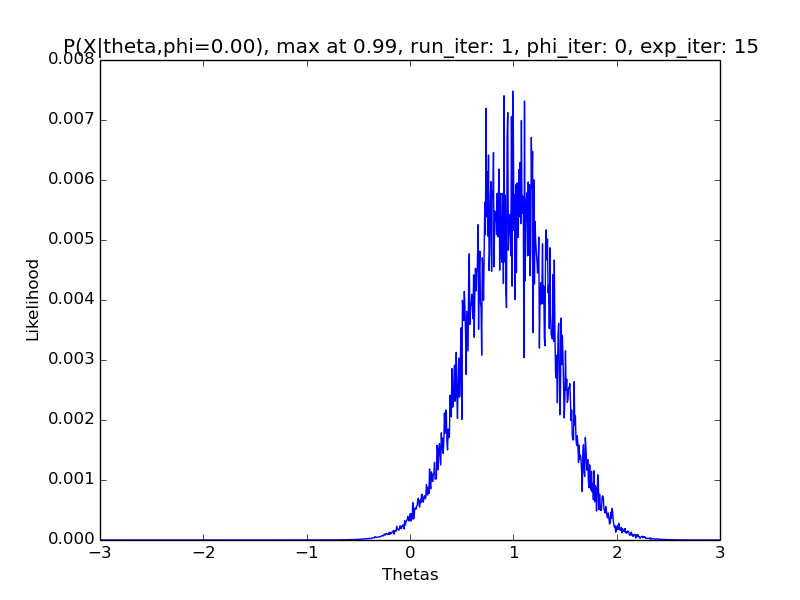 P(X|theta,phi=0.00), max at 0.99, run_iter: 1, phi_iter: 0, exp_iter: 15
0.008
0.007
0.006
0.005
0.004
0.003
0.002
0.001
0.000
Likelihood
−3 −2 −1 0 1 2 3
Thetas